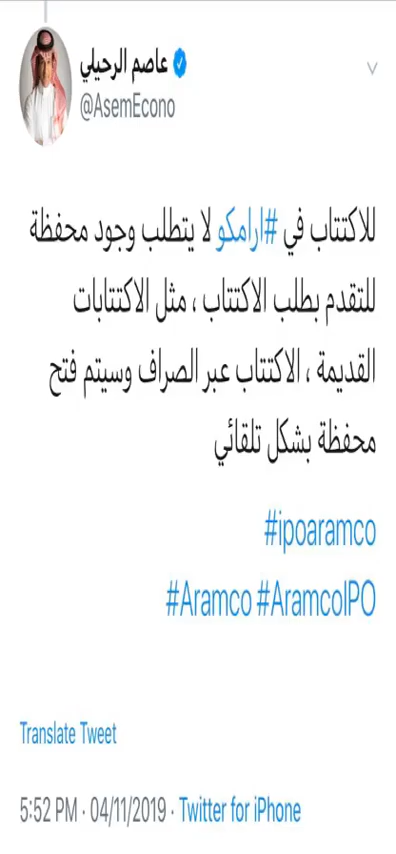 عاصم الرحيلي
@AsemEcono
للاكتتاب في #ارامكو لا يتطلب وجود محفظة
للتقدم بطلب الاكتتاب ، مثل الاكتتابات
القديمة ، الاكتتاب عبر الصراف وسيتم فتح
محفظة بشكل تلقائي
#ipoaramco
#Aramco #AramcoIPO
Translate Tweet
5:52 PM · 04/11/2019 · Twitter for iPhone